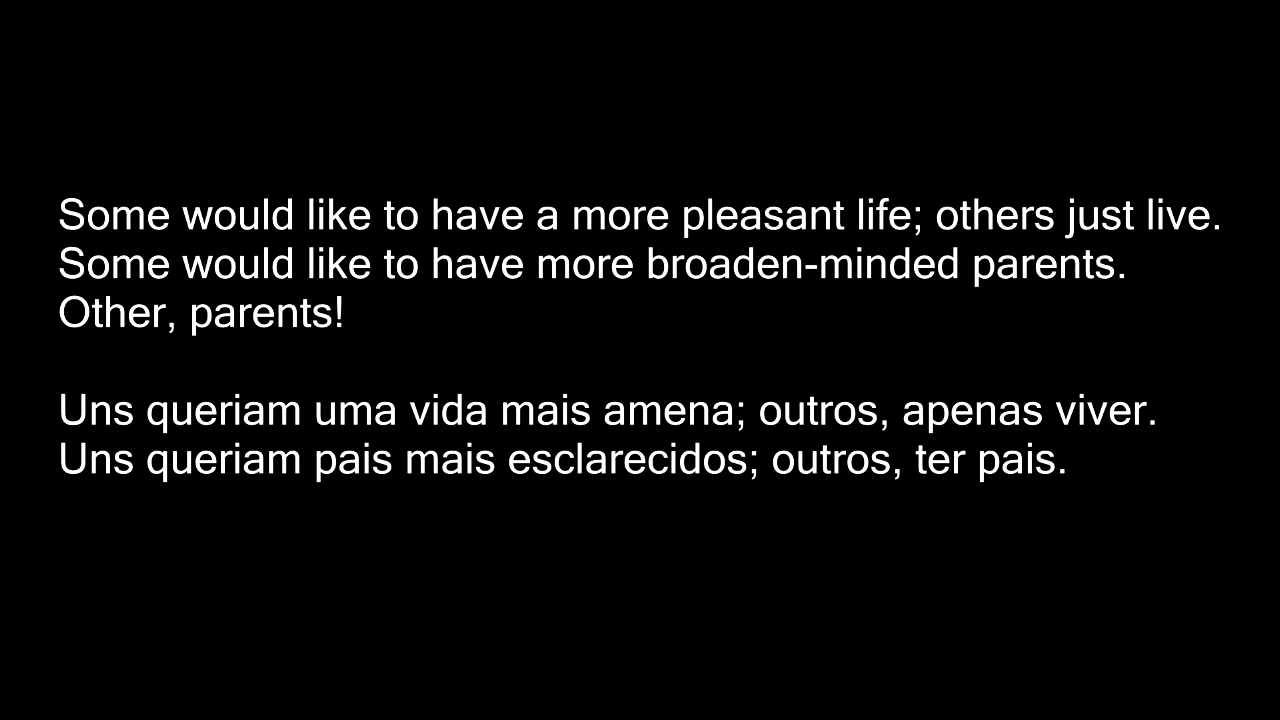 Some would like to have a more pleasant life; others just live.
Some would like to have more broaden-minded parents.
Other, parents!
Uns queriam uma vida mais amena; outros, apenas viver.
Uns queriam pais mais esclarecidos; outros, ter pais.